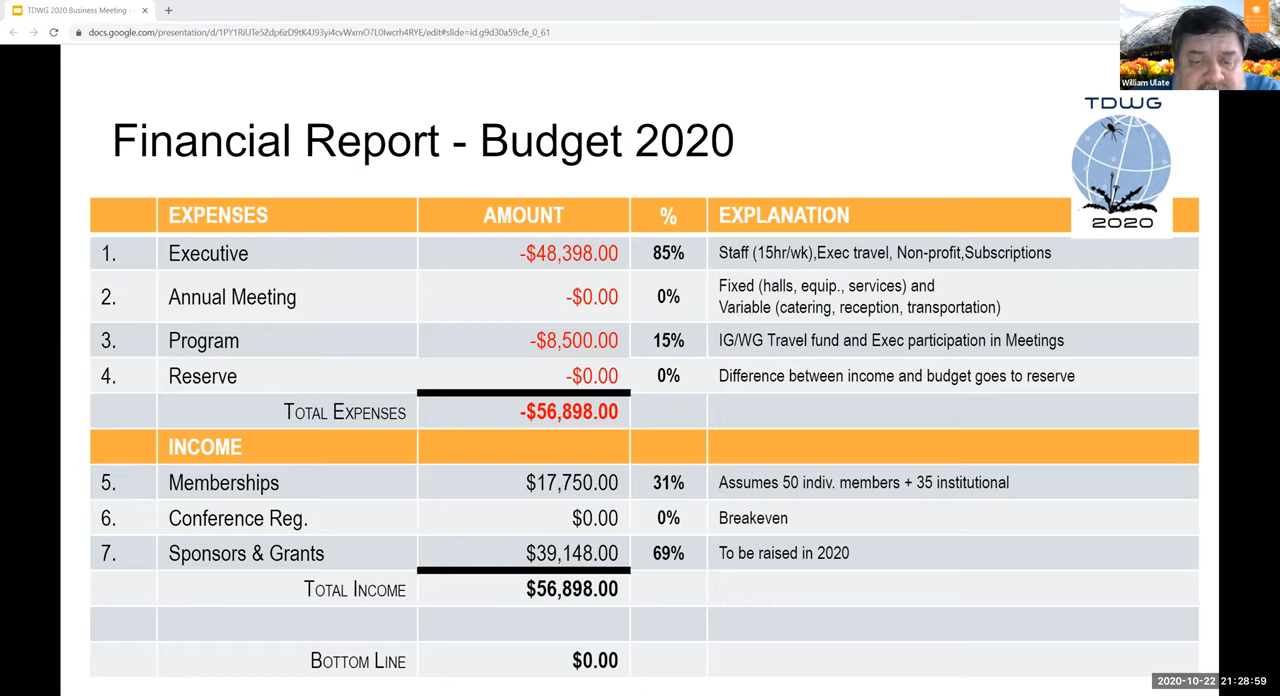 TDWG 2020 Business Meeting -
docs.google.com/presentation/d/1PY1RiUTe52dp6zD9tK4J93yi4cvWxmO7L0lwcrh4RYE/edit#slide=id.g9d30a59cfe_0_61
William Ulate
TDWG
2020
Financial Report - Budget 2020
EXPENSES AMOUNT % EXPLANATION
1. Executive -$48,398.00 85% Staff (15hr/wk),Exec travel, Non-profit,Subscriptions
2. Annual Meeting -$0.00 0% Fixed (halls, equip., services) and
Variable (catering, reception, transportation)
3. Program -$8,500.00 15% IG/WG Travel fund and Exec participation in Meetings
4. Reserve -$0.00 0% Difference between income and budget goes to reserve
TOTAL EXPENSES -$56,898.00
INCOME
5. Memberships $17,750.00 31% Assumes 50 indiv. members + 35 institutional
6. Conference Reg. $0.00 0% Breakeven
7. Sponsors & Grants $39,148.00 69% To be raised in 2020
TOTAL INCOME $56,898.00
BOTTOM LINE $0.00
2020-10-22 21:28:59